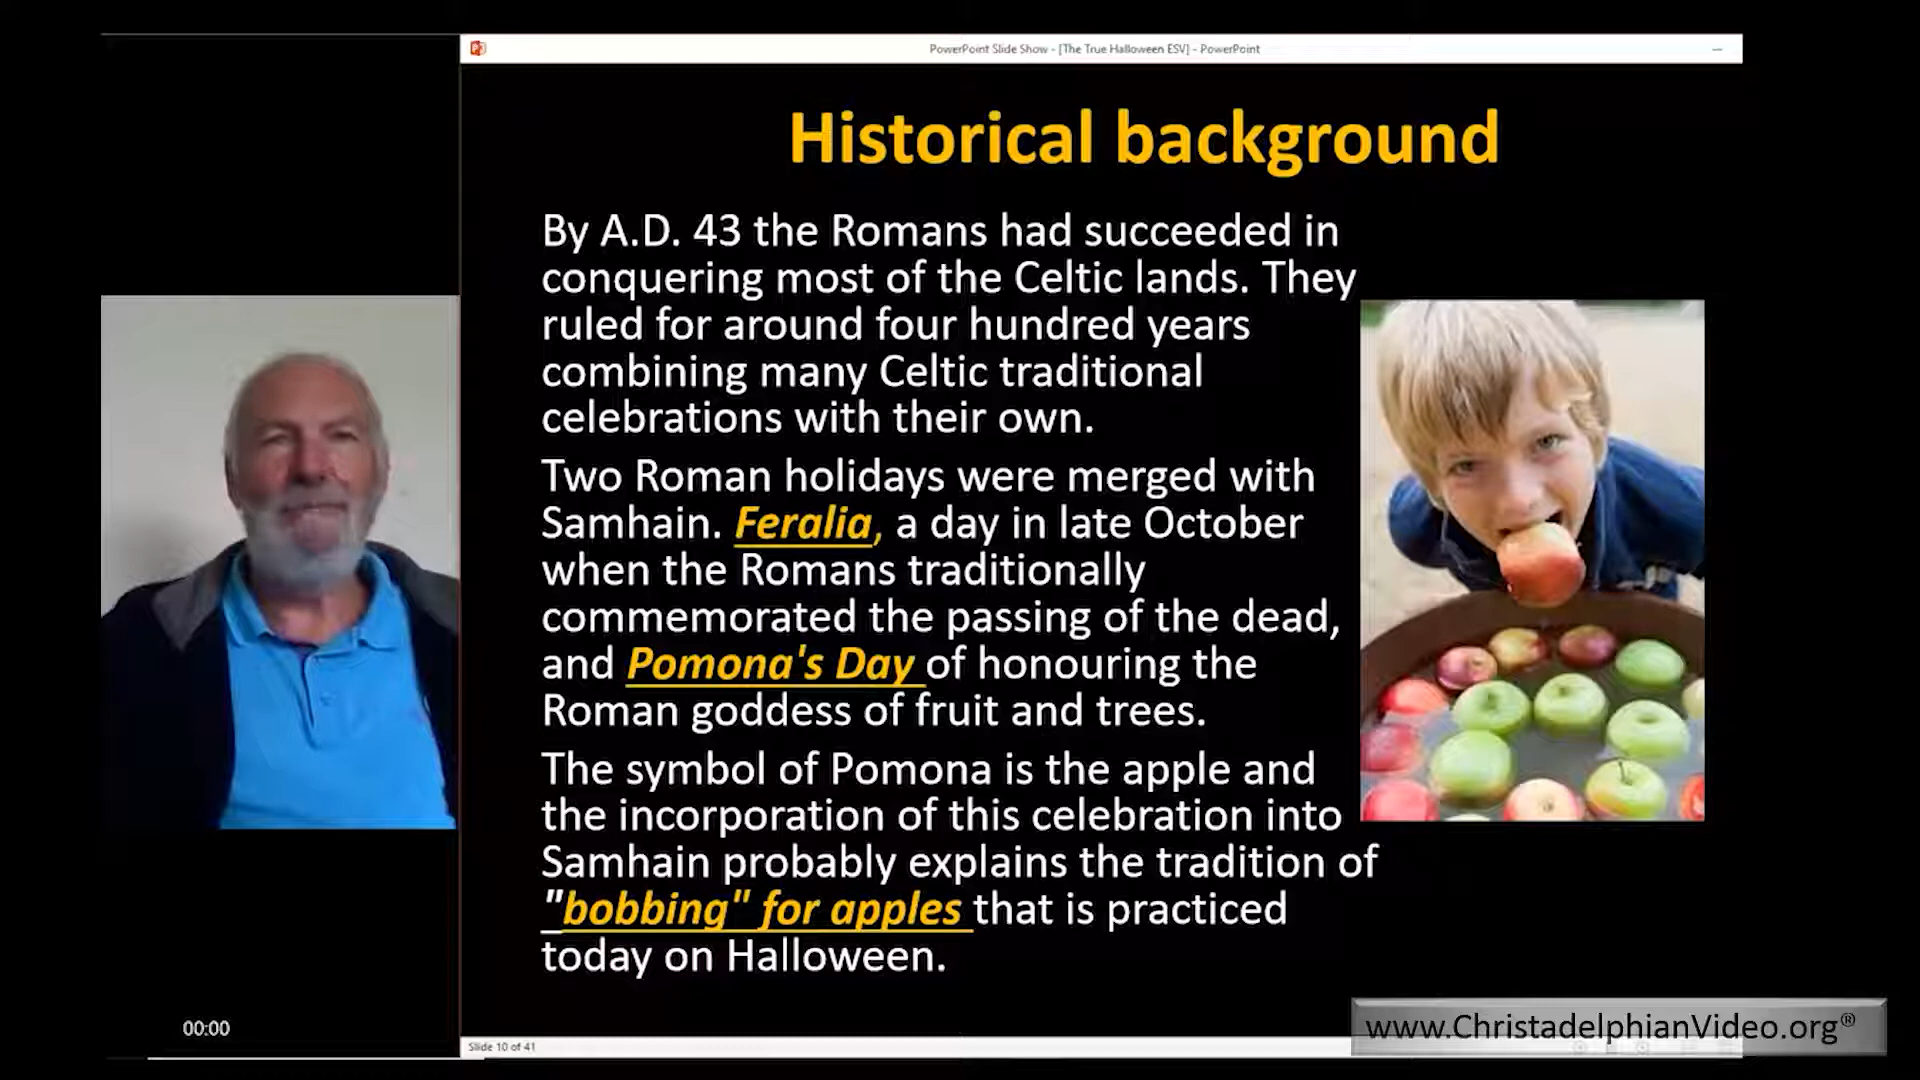 PowerPoint Slide Show - [The True Halloween ESV] - PowerPoint
Historical background
By A.D. 43 the Romans had succeeded in
conquering most of the Celtic lands. They
ruled for around four hundred years
combining many Celtic traditional
celebrations with their own.
Two Roman holidays were merged with
Samhain. Feralia, a day in late October
when the Romans traditionally
commemorated the passing of the dead,
and Pomona's Day of honouring the
Roman goddess of fruit and trees.
The symbol of Pomona is the apple and
the incorporation of this celebration into
Samhain probably explains the tradition of
"bobbing" for apples that is practiced
today on Halloween.
00:00
Slide 10 of 41
www.ChristadelphianVideo.org®